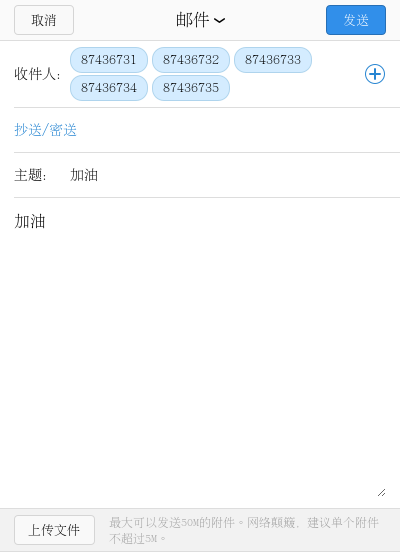 取消
邮件
发送
收件人:
87436731 87436732 87436733
87436734 87436735
抄送/密送
主题: 加油
加油
上传文件
最大可以发送50M的附件。网络颠簸, 建议单个附件
不超过5M。